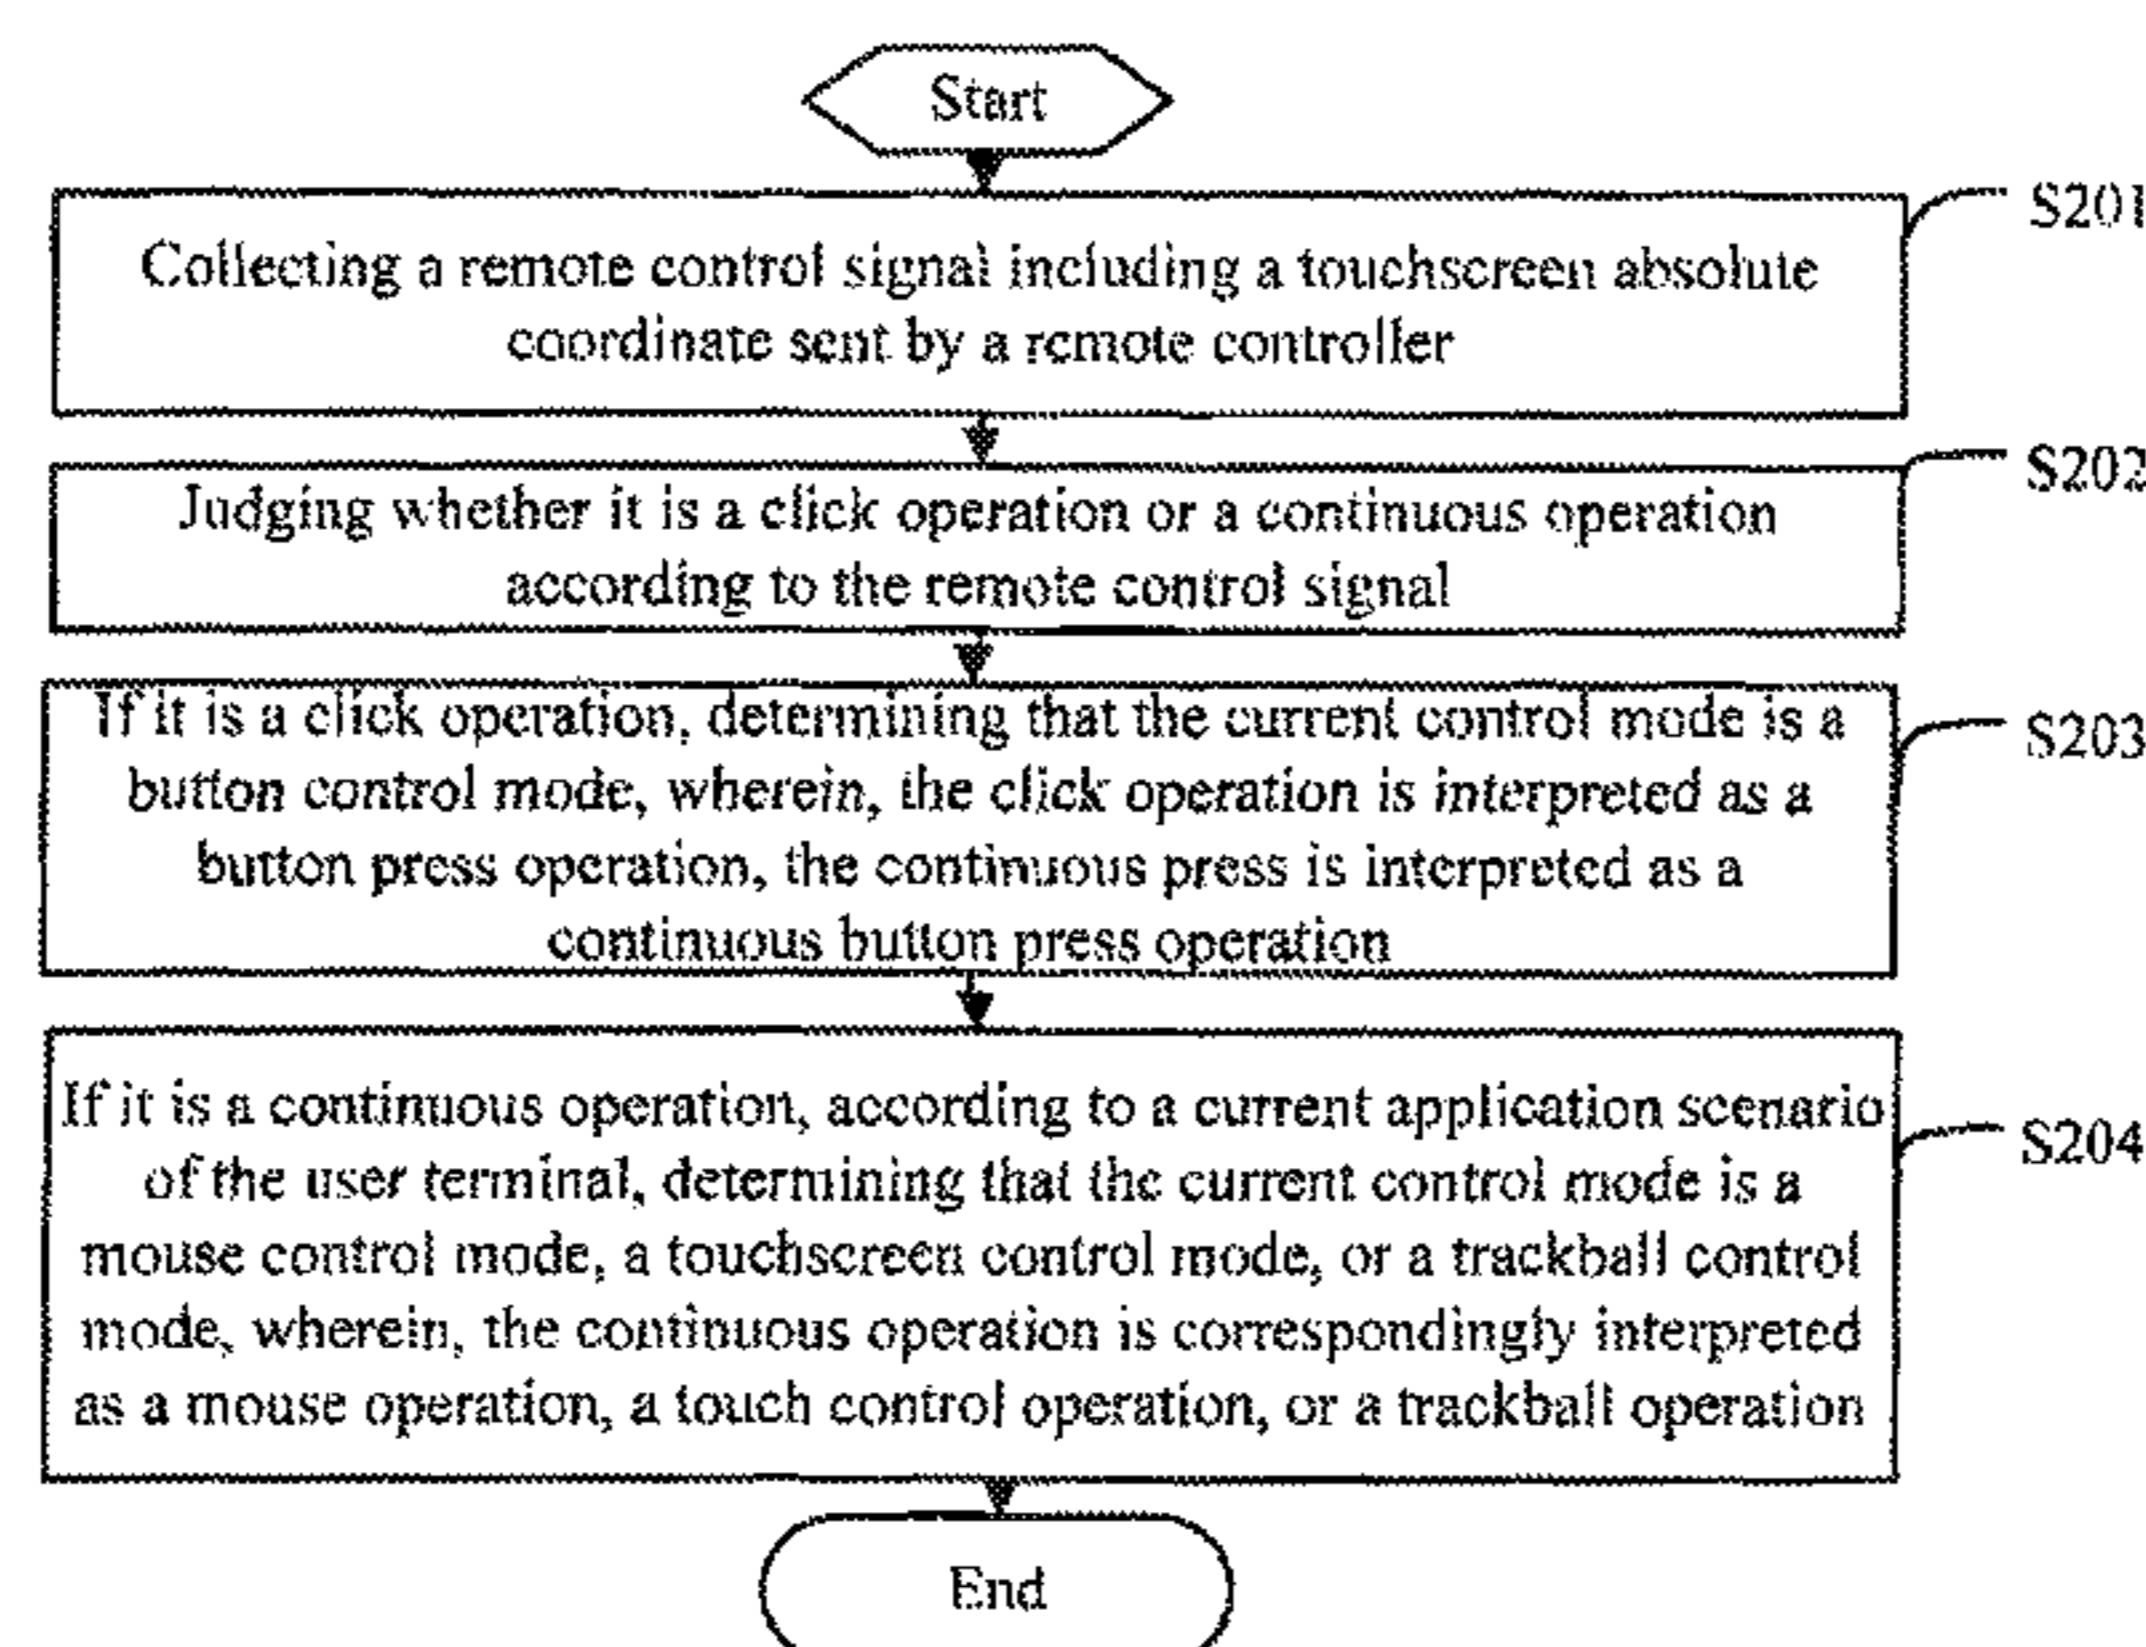 Start
S201
Collecting a remote control signal including a touchscreen absolute
coordinate sent by a remote controller
S202
Judging whether it is a click operation or a continuous operation
according to the remote control signal
If it is a click operation, determining that the current control mode is a
S203
button control mode, wherein, the click operation is interpreted as a
button press operation, the continuous press is interpreted as a
continuous button press operation
If it is a continuous operation, according to a current application scenario
S204
of the user terminal, determining that the current control mode is a
mouse control mode, a touchscreen control mode, or a trackball control
mode, wherein, the continuous operation is correspondingly interpreted
as a mouse operation, a touch control operation, or a trackball operation
End